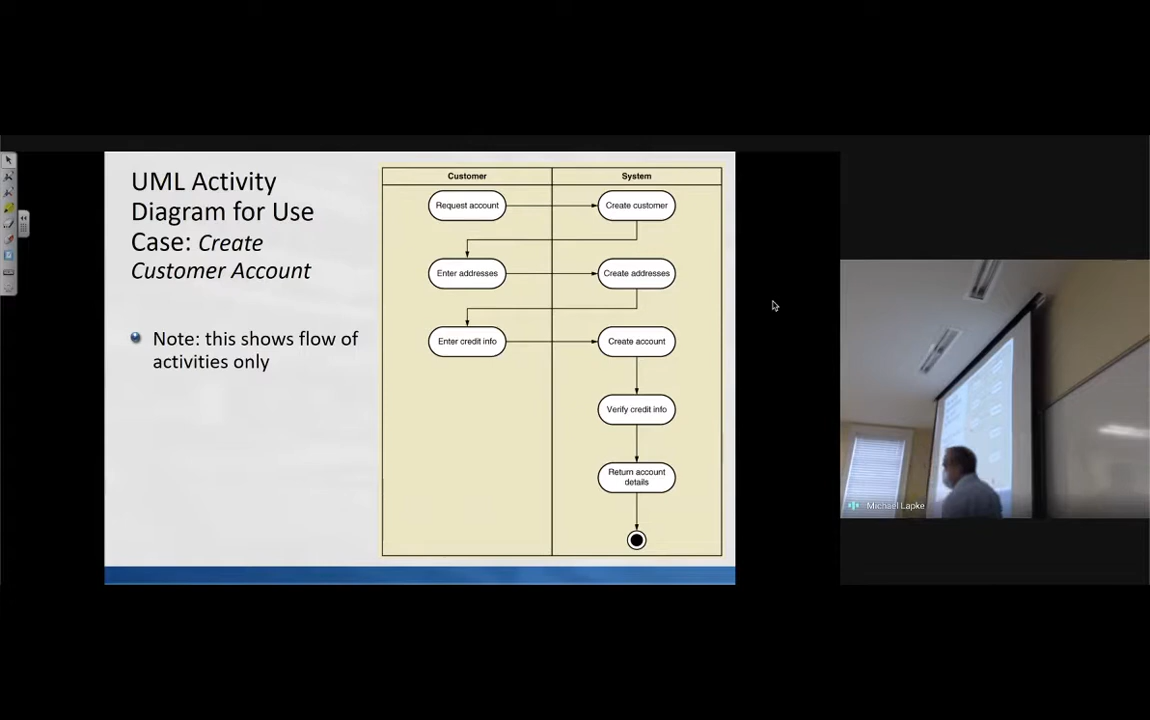 UML Activity
Diagram for Use
Case: Create
Customer Account
Note: this shows flow of
activities only
Customer
System
Request account
Create customer
Enter addresses
Create addresses
Enter credit info
Create account
Verify credit info
Return account
details
Michael Lapke